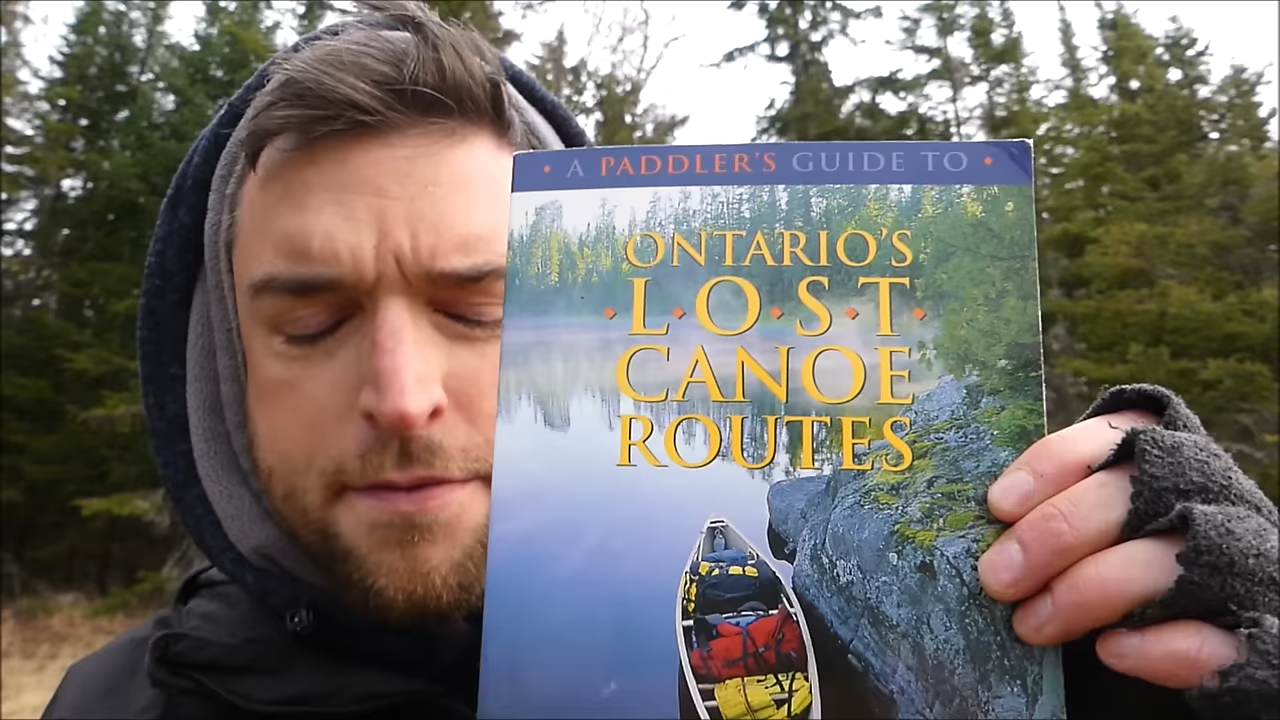 • A PADDLER'S GUIDE TO •
ONTARIO'S
• L • O • S • T •
CANOE
ROUTES